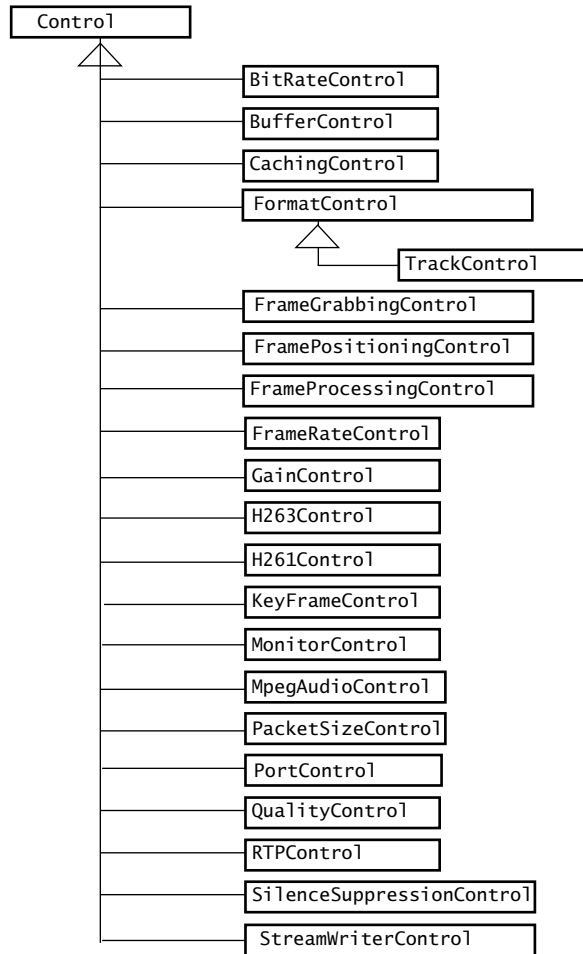 Control
BitRateControl
BufferControl
CachingControl
FormatControl
TrackControl
FrameGrabbingControl
FramePositioningControl
FrameProcessingControl
FrameRateControl
GainControl
H263Control
H261Control
KeyFrameControl
MonitorControl
MpegAudioControl
PacketSizeControl
PortControl
QualityControl
RTPControl
SilenceSuppressionControl
StreamWriterControl